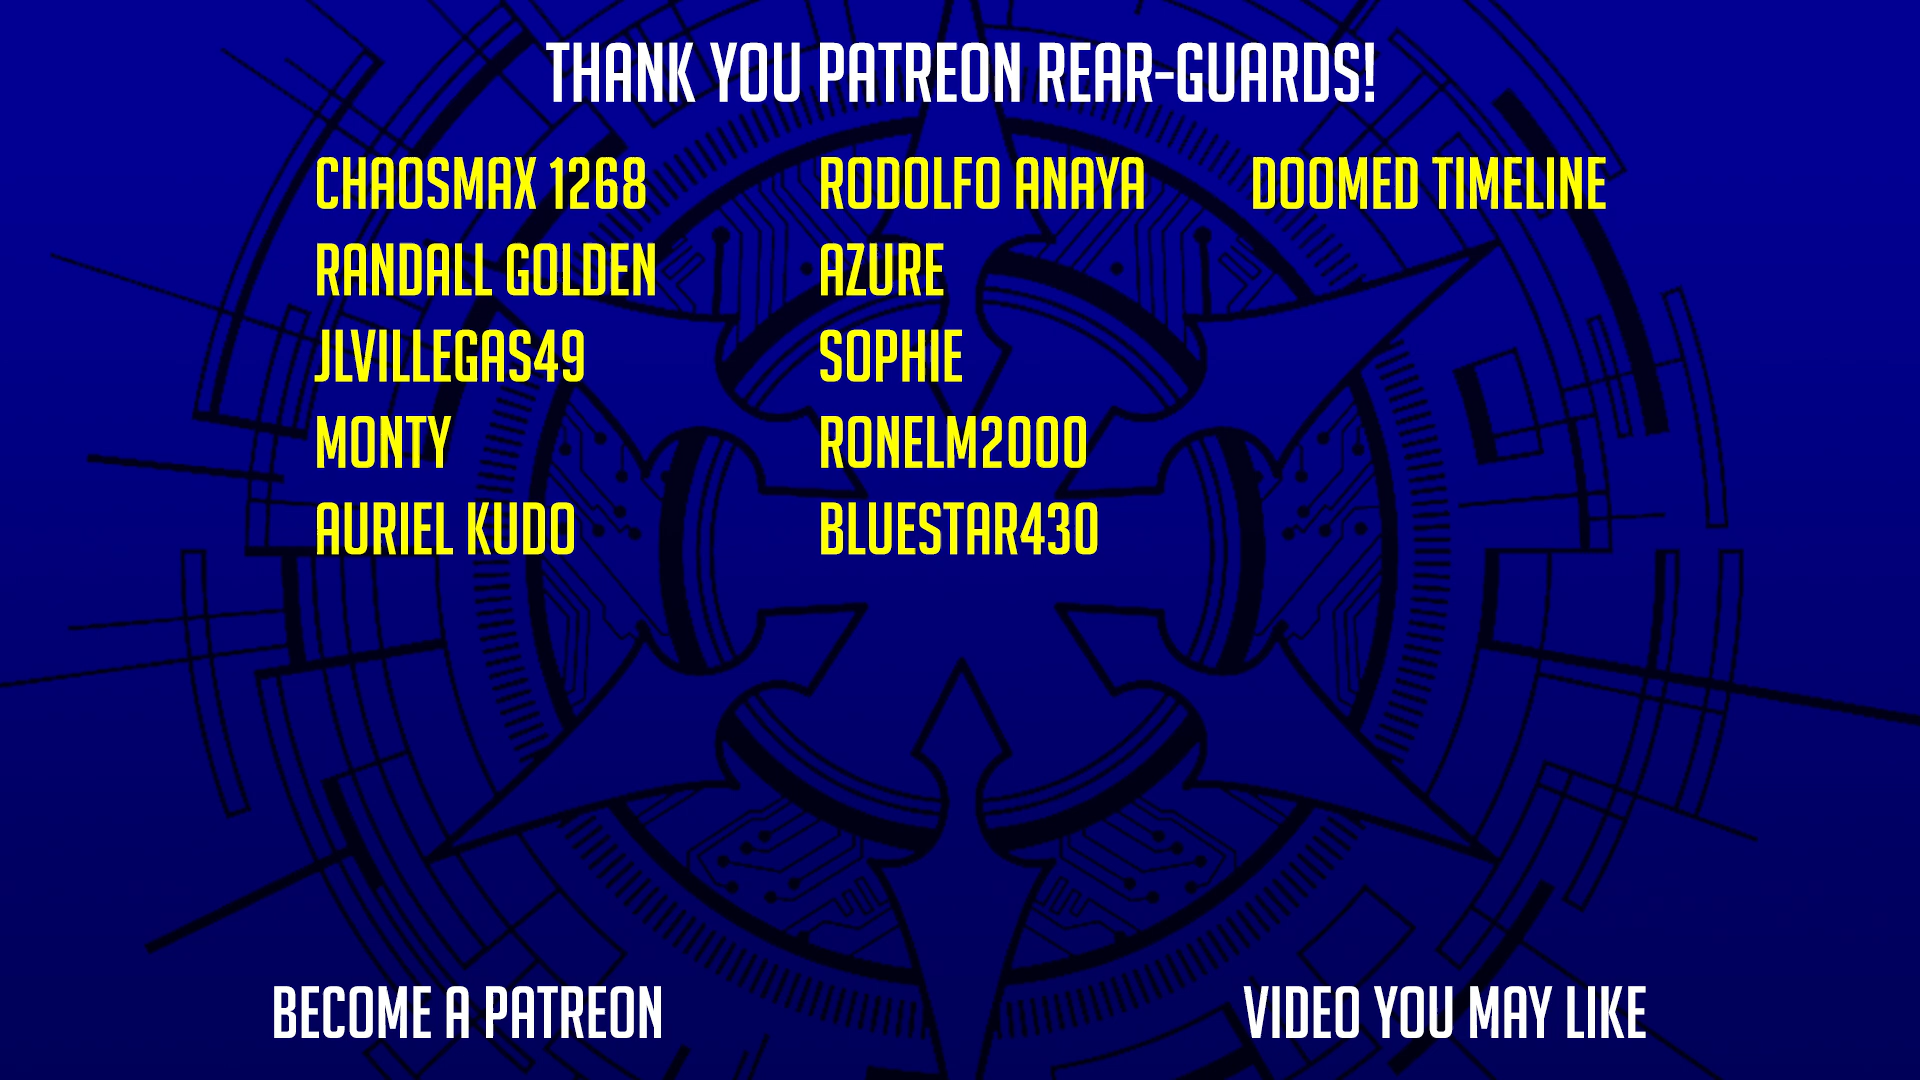 THANK YOU PATREON REAR-GUARDS!
CHAOSMAX 1268
RANDALL GOLDEN
JLVILLEGAS49
MONTY
AURIEL KUDO
RODOLFO ANAYA
AZURE
SOPHIE
RONELM2000
BLUESTAR430
DOOMED TIMELINE
BECOME A PATREON
VIDEO YOU MAY LIKE